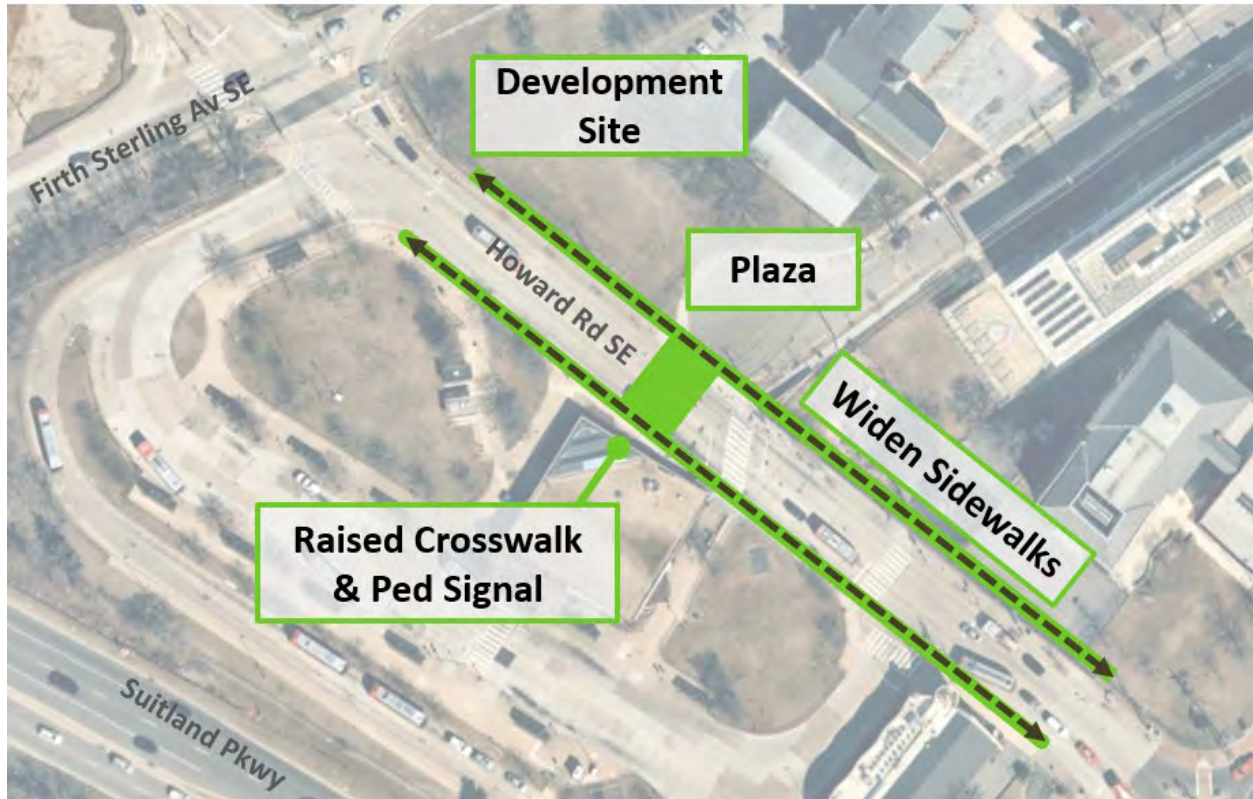 Development
Site
Firth Sterling Av SE
Plaza
Howard Rd SE
Widen Sidewalks
Raised Crosswalk
& Ped Signal
Suitland Pkwy